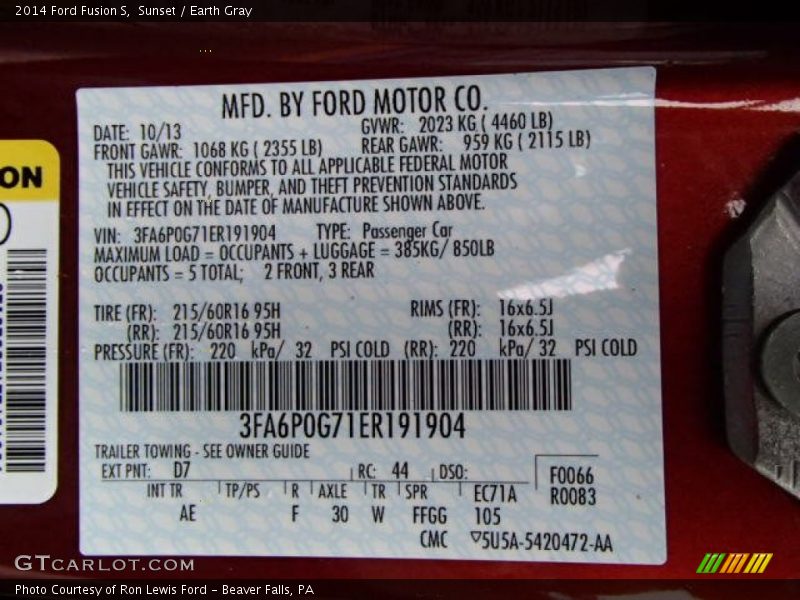 2014 Ford Fusion S,  Sunset / Earth Gray
ON
MFD. BY FORD MOTOR CO.
DATE: 10/13 GVWR: 2023 KG ( 4460 LB)
FRONT GAWR: 1068 KG ( 2355 LB) REAR GAWR: 959 KG ( 2115 LB)
THIS VEHICLE CONFORMS TO ALL APPLICABLE FEDERAL MOTOR
VEHICLE SAFETY, BUMPER, AND THEFT PREVENTION STANDARDS
IN EFFECT ON THE DATE OF MANUFACTURE SHOWN ABOVE.
VIN: 3FA6P0G71ER191904 TYPE: Passenger Car
MAXIMUM LOAD = OCCUPANTS + LUGGAGE = 385KG/ 850LB
OCCUPANTS = 5 TOTAL; 2 FRONT, 3 REAR
TIRE (FR): 215/60R16 95H RIMS (FR): 16x6.5J
(RR): 215/60R16 95H (RR): 16x6.5J
PRESSURE (FR): 220 kPa/ 32 PSI COLD (RR): 220 kPa/ 32 PSI COLD
3FA6P0G71ER191904
TRAILER TOWING - SEE OWNER GUIDE
EXT PNT: D7 RC: 44 DSO: F0066
INT TR TP/PS R AXLE TR SPR EC71A R0083
AE F 30 W FFGG 105
CMC 5U5A-5420472-AA
GTCARLOT.COM
Photo Courtesy of Ron Lewis Ford - Beaver Falls, PA